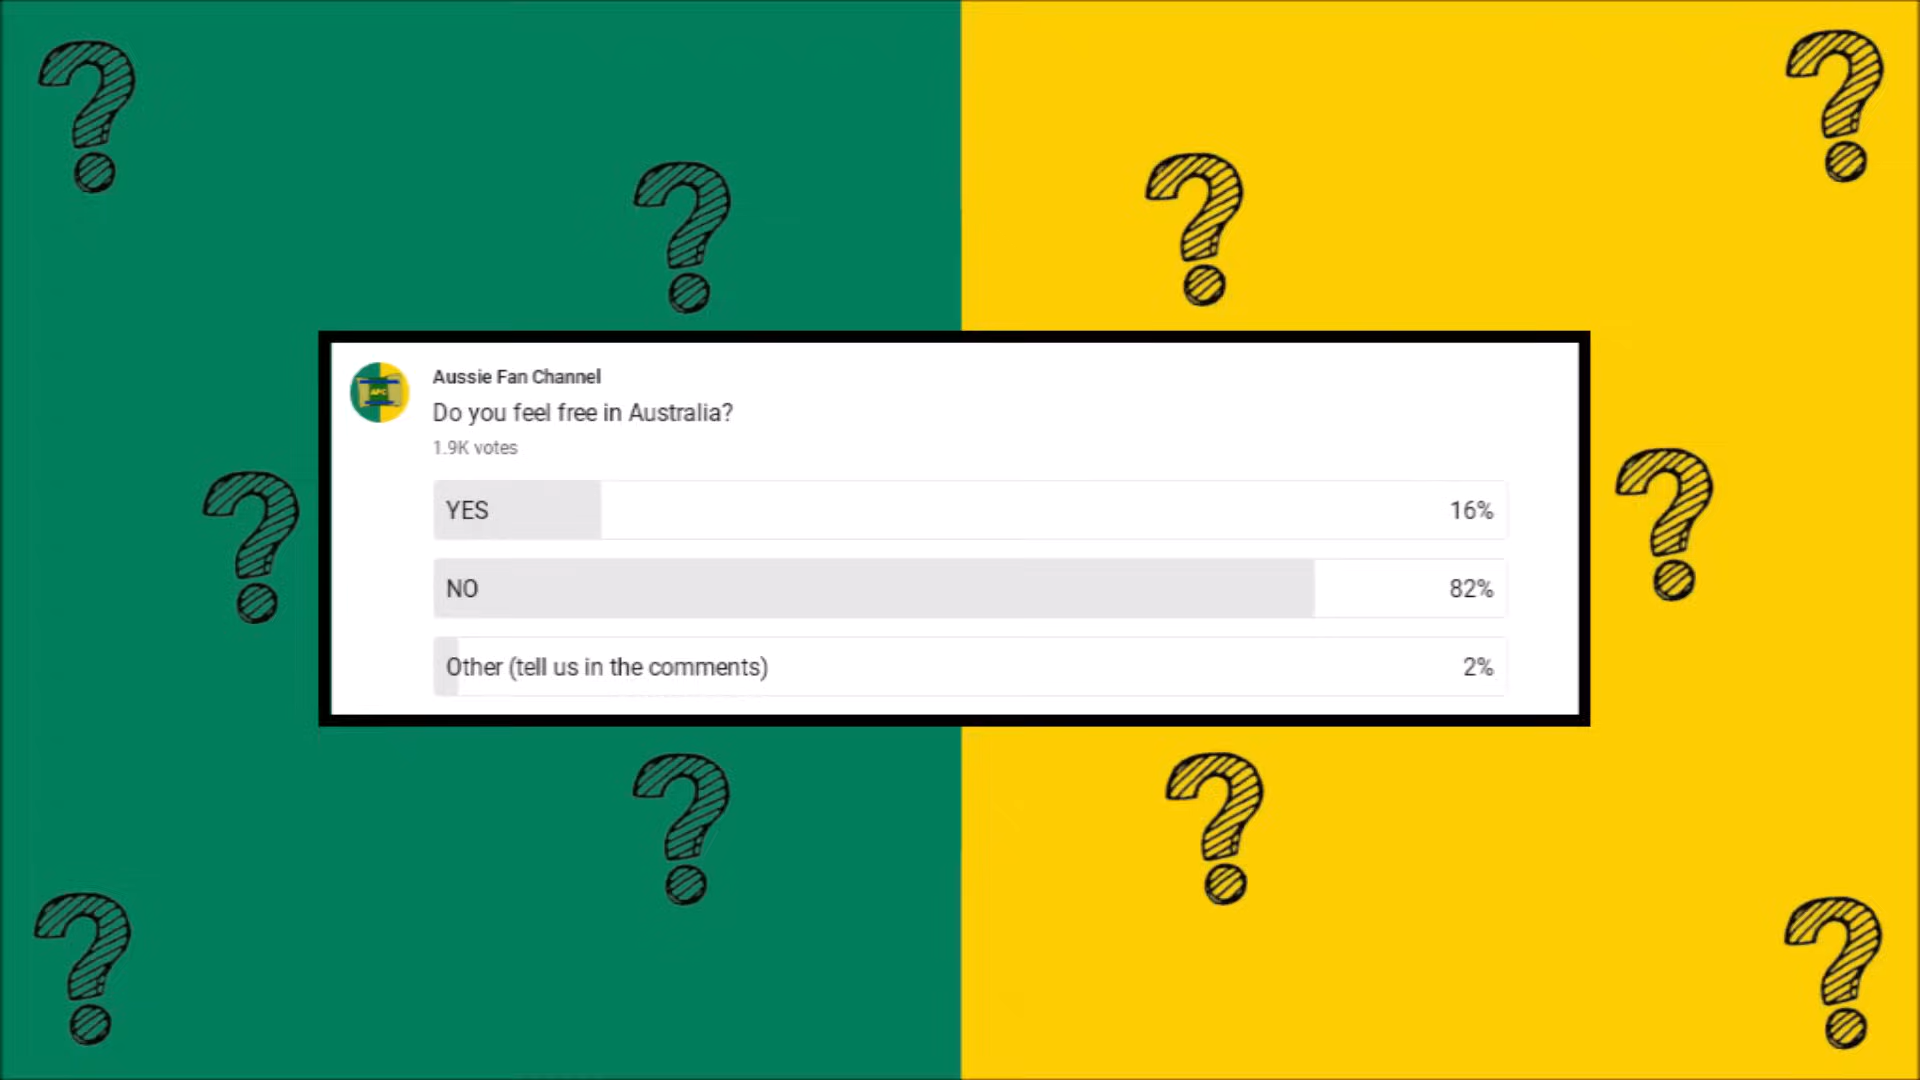 Aussie Fan Channel
Do you feel free in Australia?
1.9K votes
YES 16%
NO 82%
Other (tell us in the comments) 2%